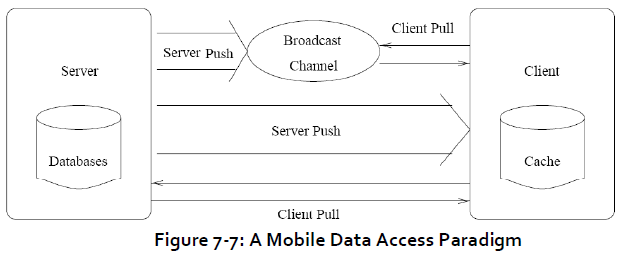 Client Pull
Broadcast
Server Push
Channel
Server
Client
Server Push
Databases
Cache
Client Pull
Figure 7-7: A Mobile Data Access Paradigm